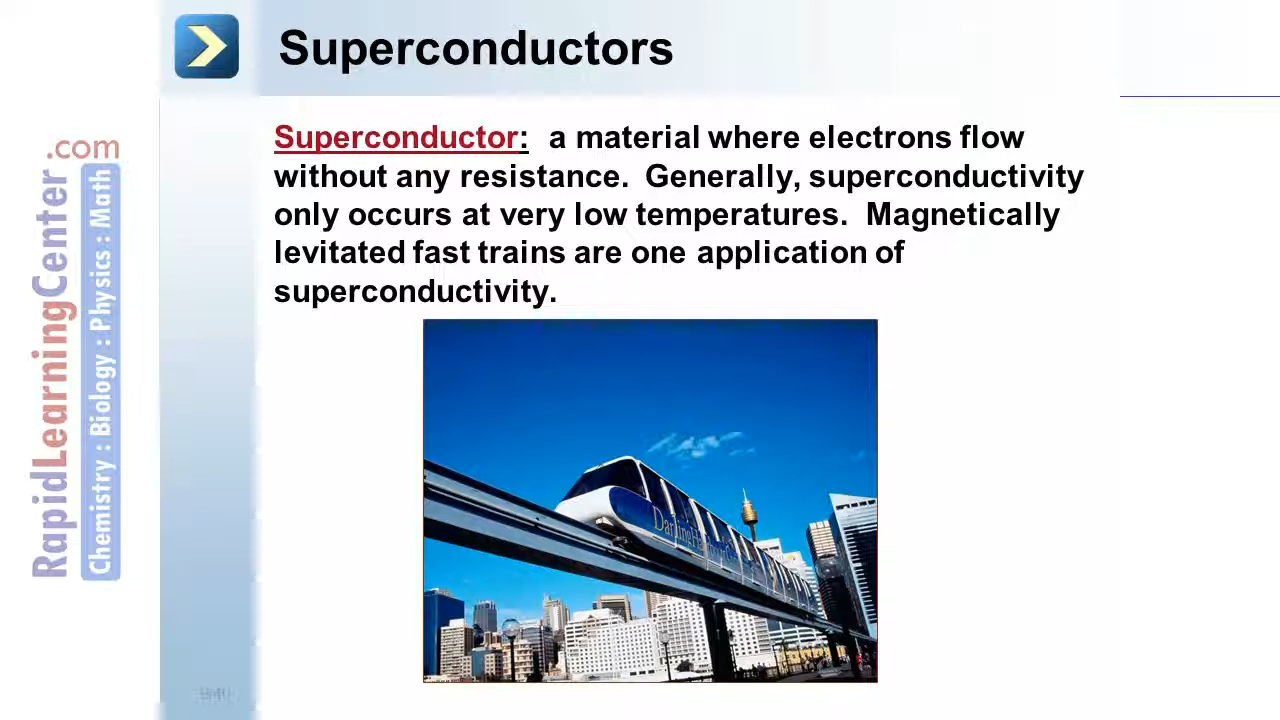 Superconductors
Superconductor: a material where electrons flow
without any resistance. Generally, superconductivity
only occurs at very low temperatures. Magnetically
levitated fast trains are one application of
superconductivity.
RapidLearningCenter.com
Chemistry : Biology : Physics : Math